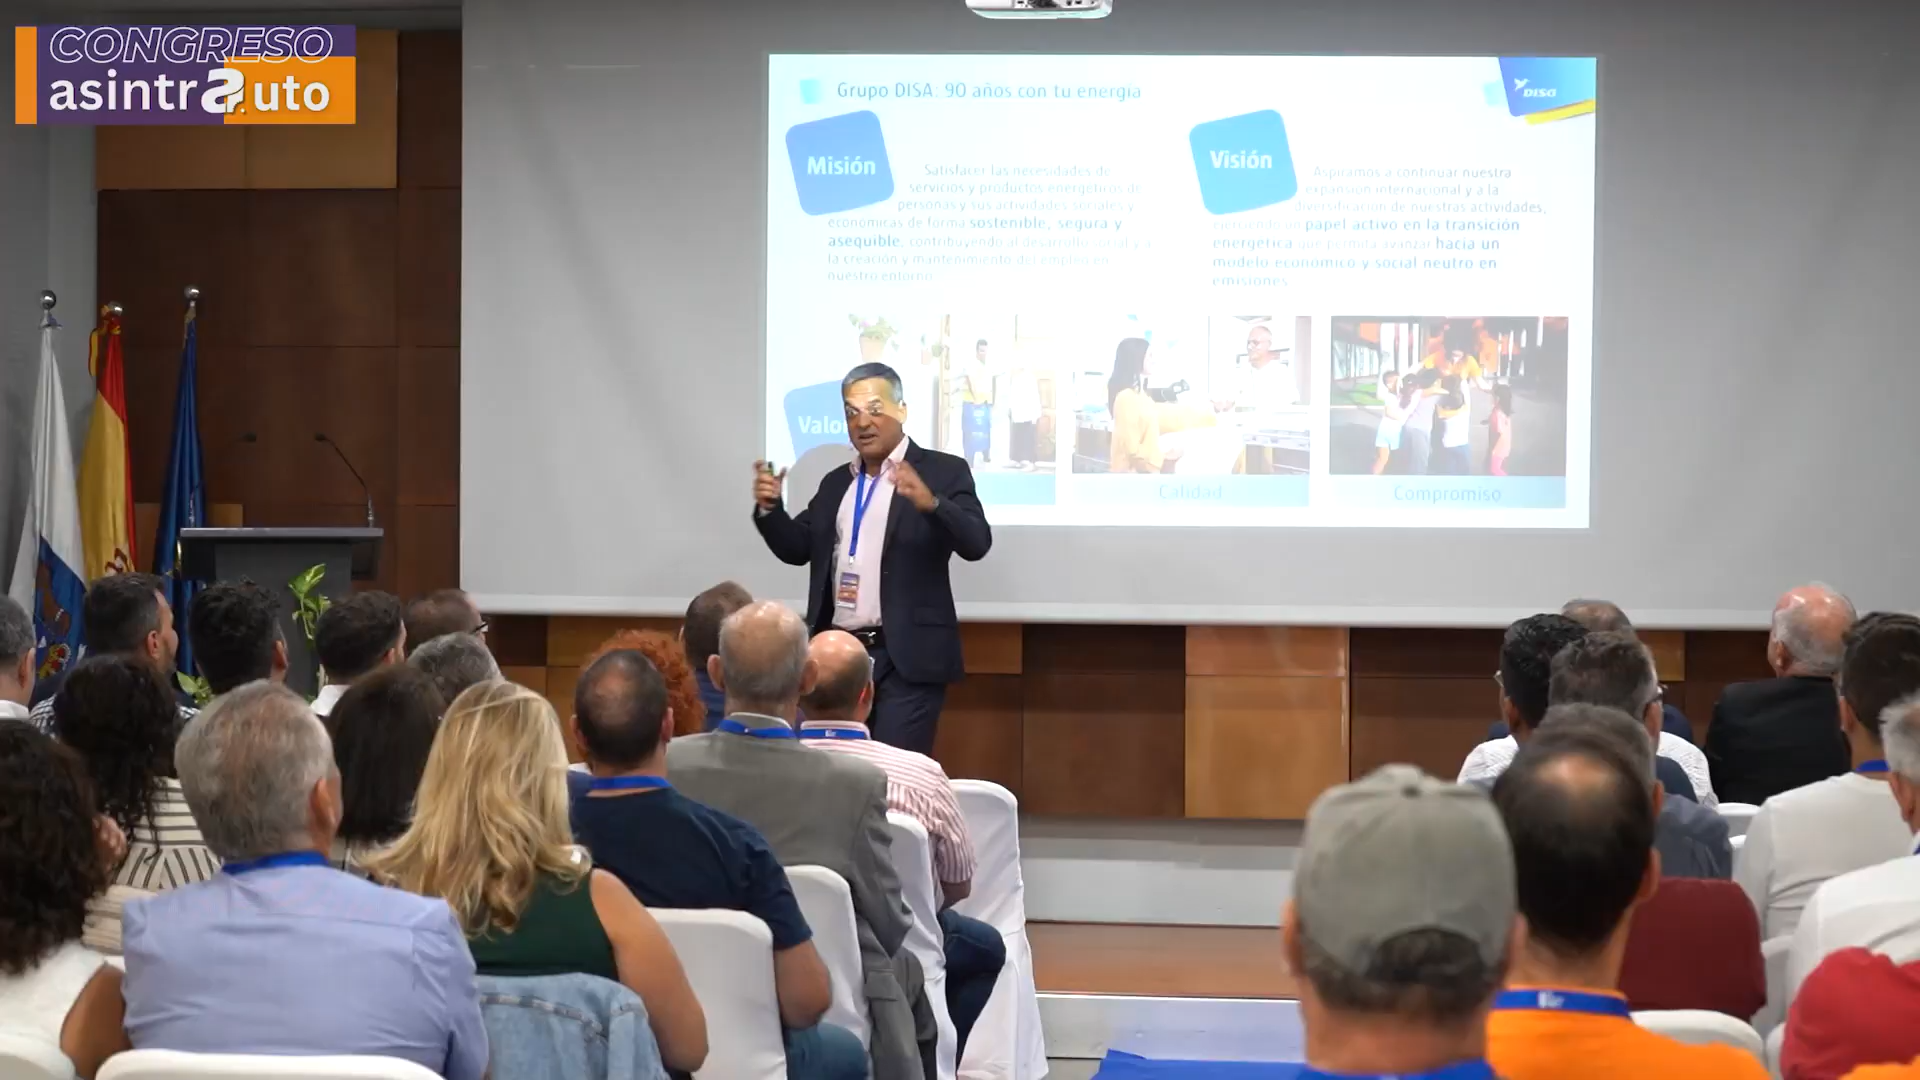 CONGRESO
asintra.uto
Grupo DISA: 90 años con tu energía
DISA
Misión
Satisfacer las necesidades de
servicios y productos energéticos de
personas y sus actividades sociales y
económicas de forma sostenible, segura y
asequible, contribuyendo al desarrollo social y a
la creación y mantenimiento del empleo en
nuestro entorno.
Visión
Aspiramos a continuar nuestra
expansión internacional y a la
diversificación de nuestras actividades,
ejerciendo un papel activo en la transición
energética que permita avanzar hacia un
modelo económico y social neutro en
emisiones.
Valo
Calidad
Compromiso